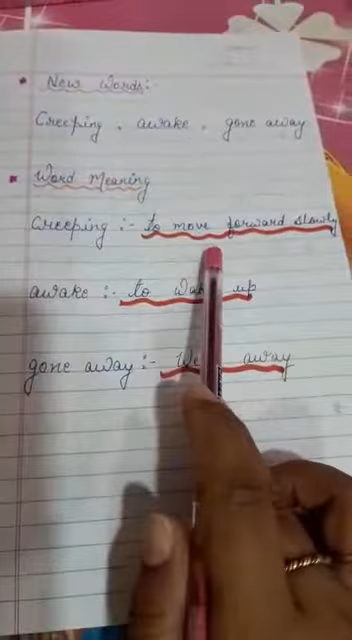 New Words:-
Creeping , awake , gone away
Word Meaning
Creeping :- to move forward slowly
awake :- to up
gone away :- away